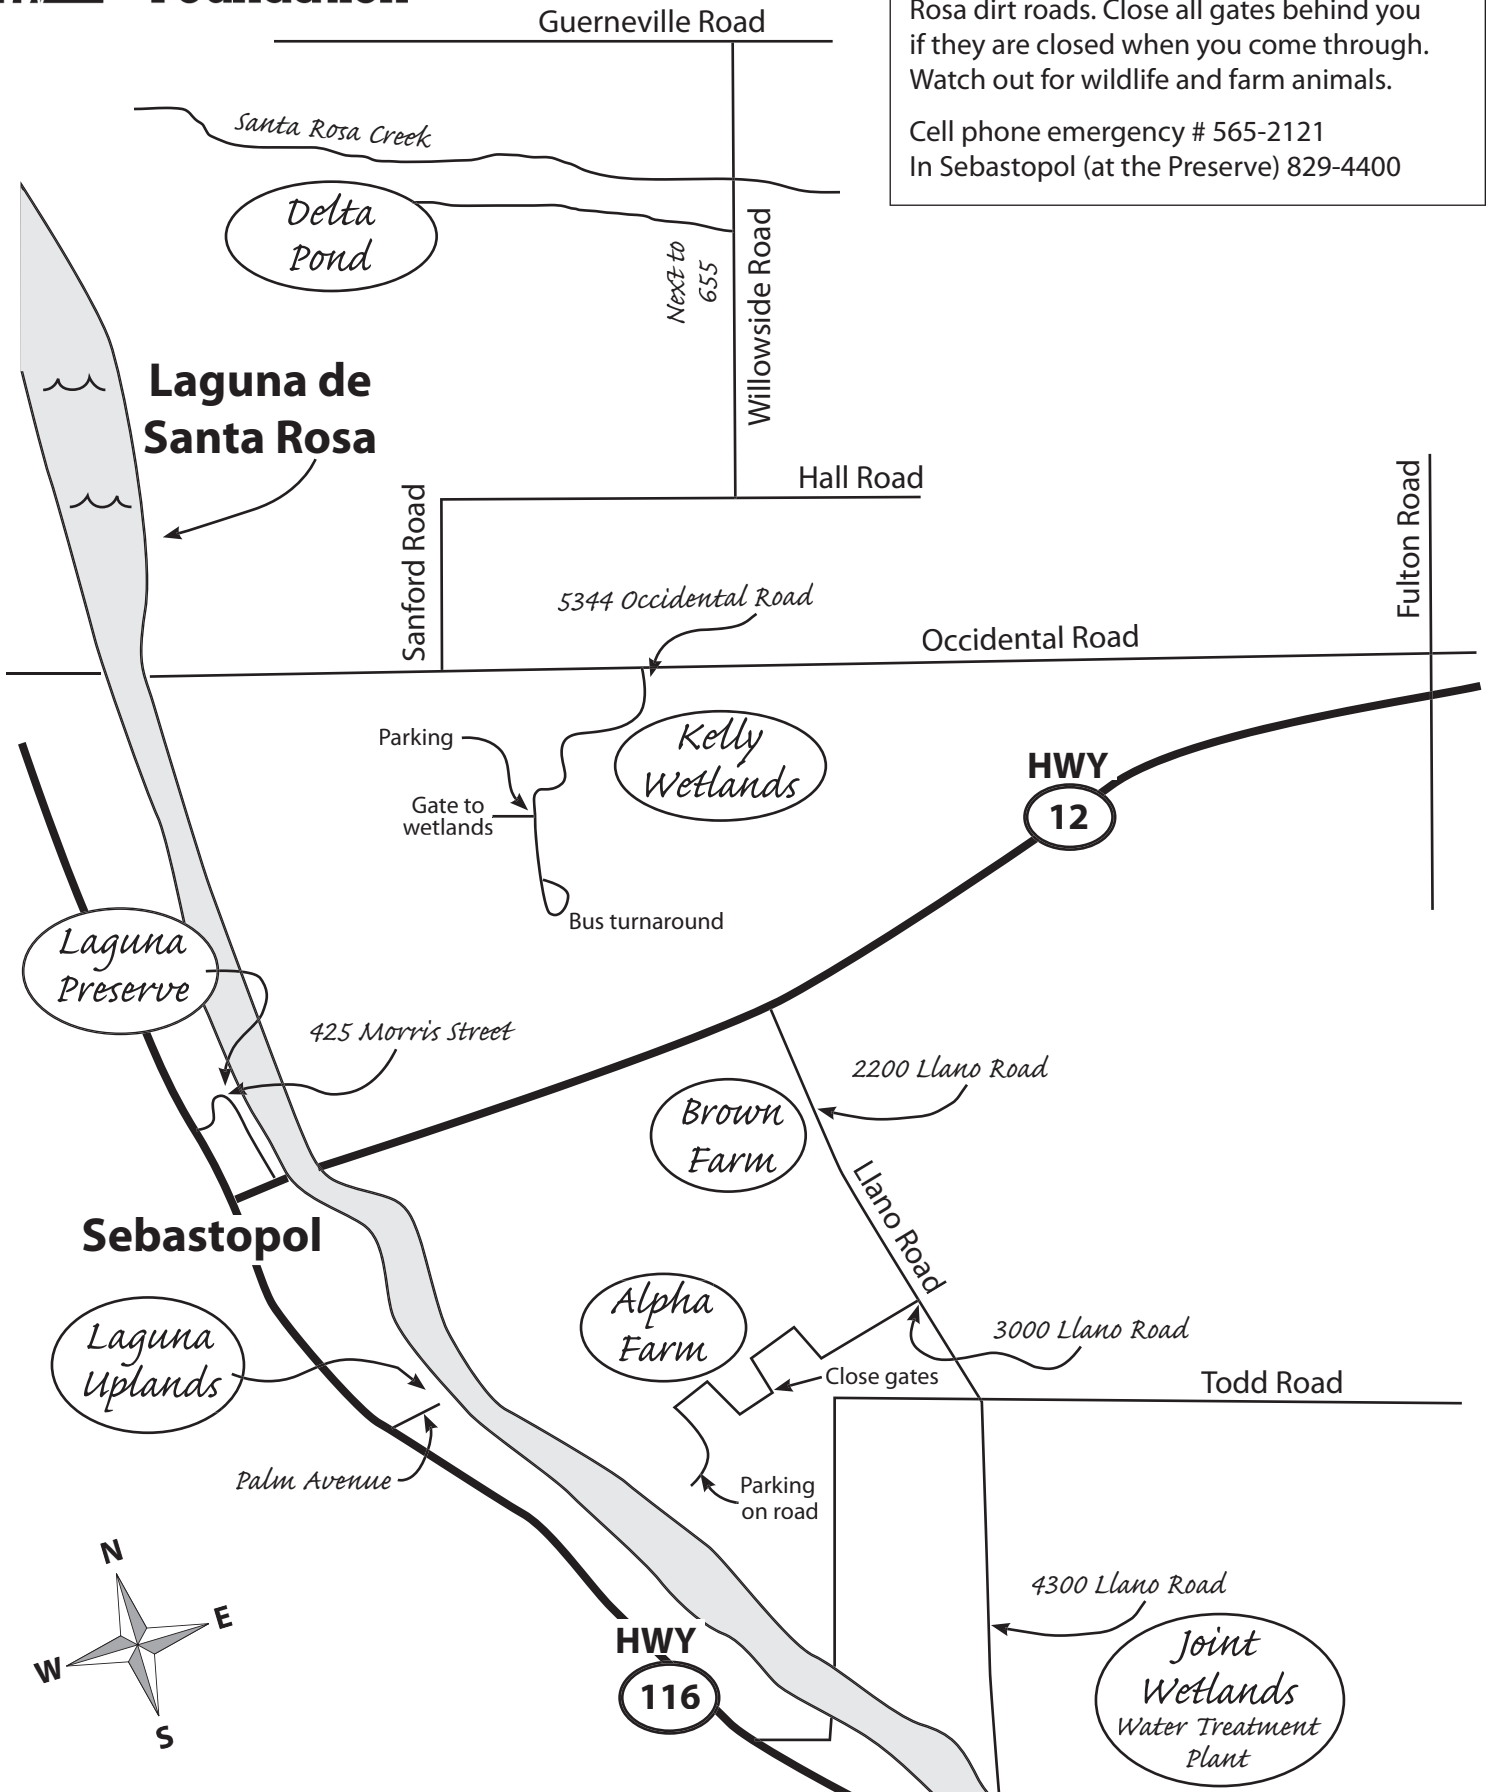 Foundation
Guerneville Road
Rosa dirt roads. Close all gates behind you
if they are closed when you come through.
Watch out for wildlife and farm animals.
Cell phone emergency # 565-2121
In Sebastopol (at the Preserve) 829-4400
Santa Rosa Creek
Delta
Pond
Next to
655
Willowside Road
Laguna de
Santa Rosa
Hall Road
Sanford Road
Fulton Road
5344 Occidental Road
Occidental Road
Parking
Kelly
Wetlands
Gate to
wetlands
HWY
12
Bus turnaround
Laguna
Preserve
425 Morris Street
2200 Llano Road
Brown
Farm
Llano Road
Sebastopol
Alpha
Farm
Laguna
Uplands
3000 Llano Road
Close gates
Todd Road
Palm Avenue
Parking
on road
N
E
W
S
4300 Llano Road
HWY
116
Joint
Wetlands
Water Treatment
Plant